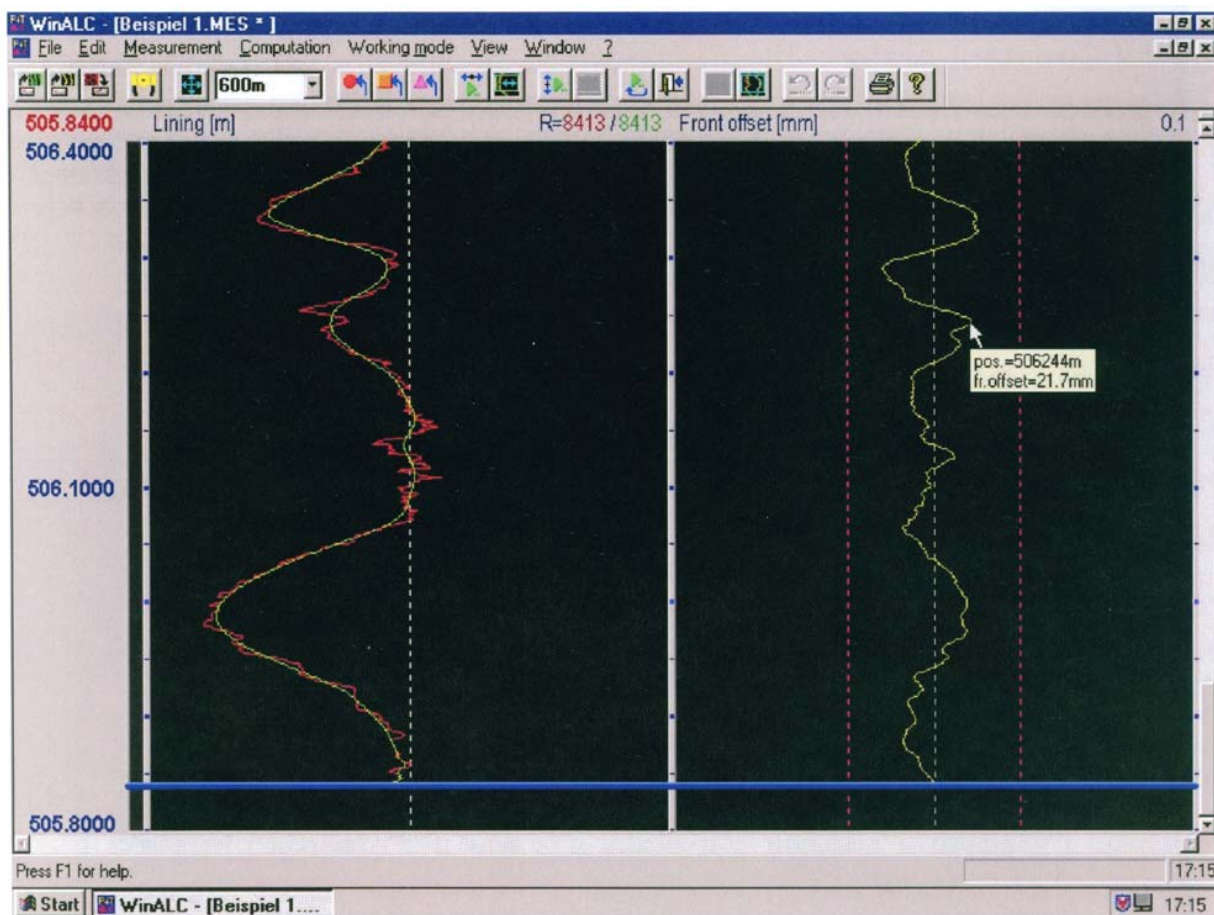 WinALC - [Beispiel 1.MES * ]
File Edit Measurement Computation Working mode View Window ?
600m
505.8400 Lining [m] R=8413 / 8413 Front offset [mm] 0.1
506.4000
pos.=506244m
fr.offset=21.7mm
506.1000
505.8000
Press F1 for help. 17:15
Start WinALC - [Beispiel 1.... 17:15